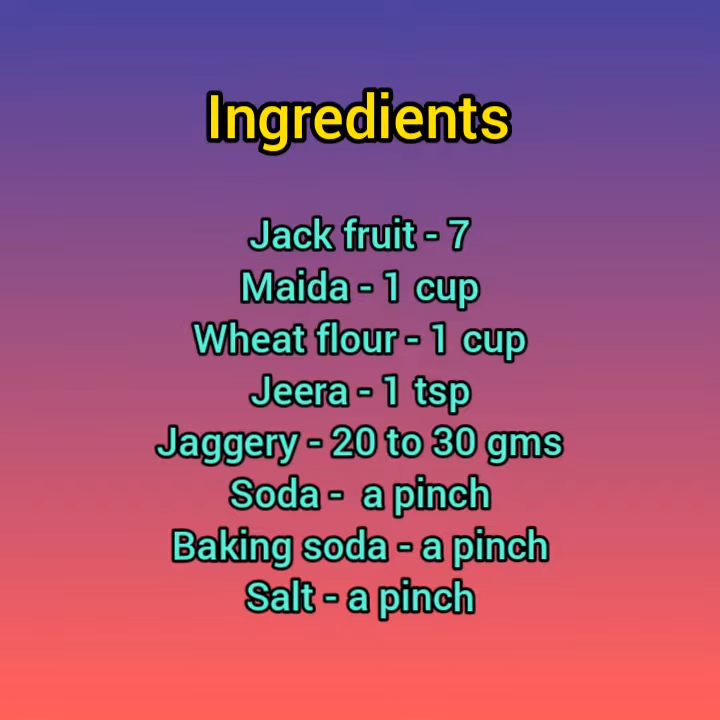 Ingredients
Jack fruit - 7
Maida - 1 cup
Wheat flour - 1 cup
Jeera - 1 tsp
Jaggery - 20 to 30 gms
Soda -  a pinch
Baking soda - a pinch
Salt - a pinch